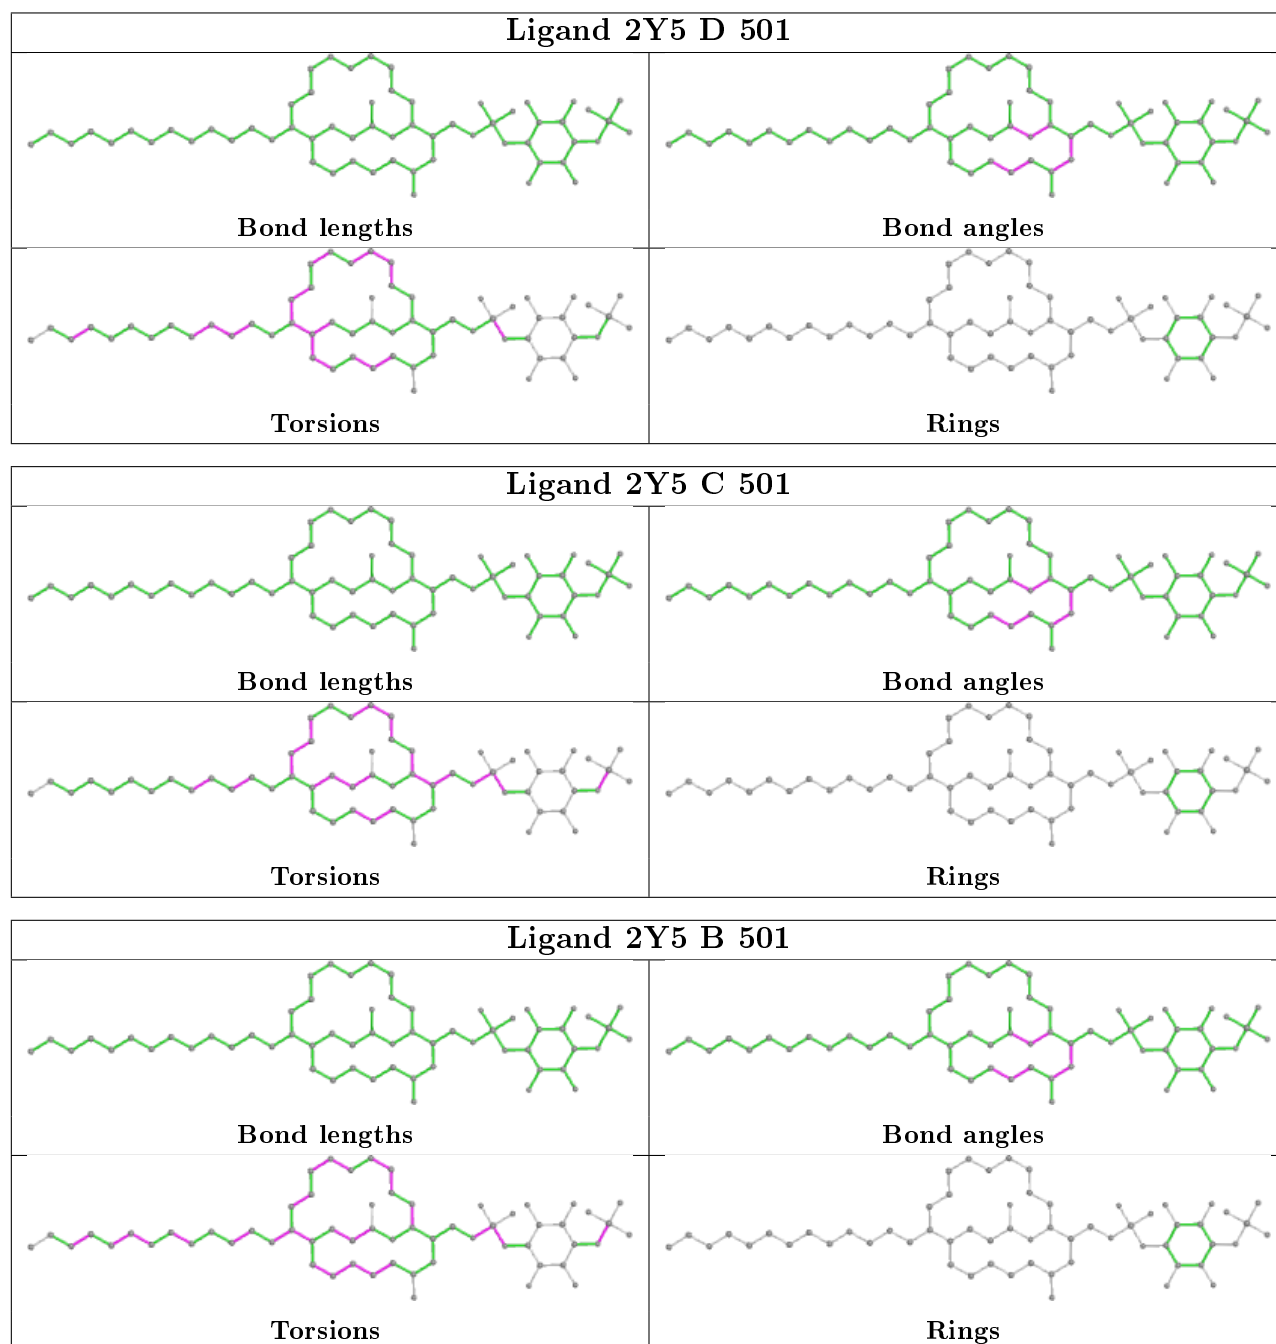 Ligand 2Y5 D 501
Bond lengths
Bond angles
Torsions
Rings
Ligand 2Y5 C 501
Bond lengths
Bond angles
Torsions
Rings
Ligand 2Y5 B 501
Bond lengths
Bond angles
Torsions
Rings